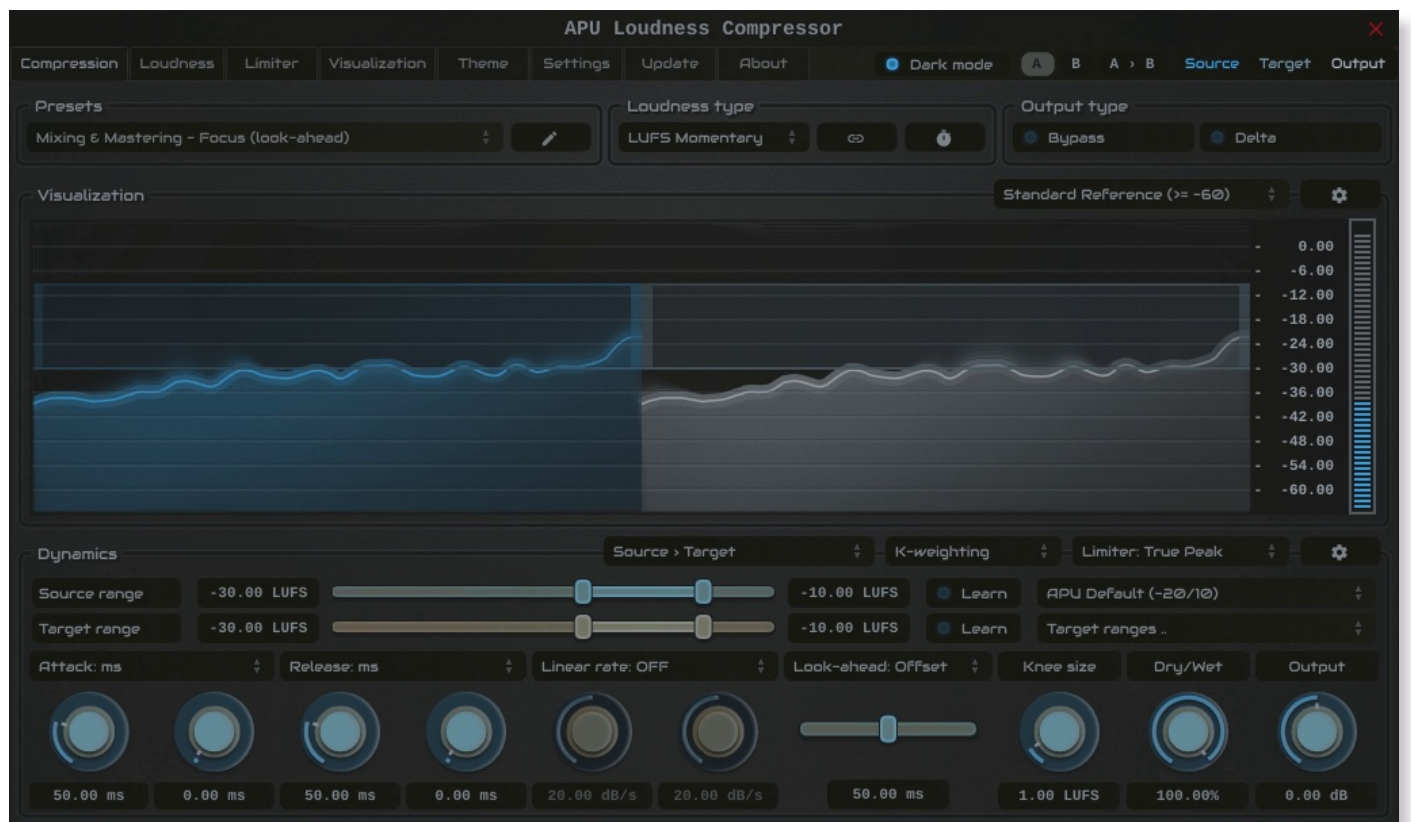 APU Loudness Compressor
Compression Loudness Limiter Visualization Theme Settings Update About Dark mode A B A › B Source Target Output
Presets Loudness type Output type
Mixing & Mastering - Focus (look-ahead) LUFS Momentary Bypass Delta
Visualization Standard Reference (>= -60)
- 0.00
- -6.00
- -12.00
- -18.00
- -24.00
- -30.00
- -36.00
- -42.00
- -48.00
- -54.00
- -60.00
Dynamics Source › Target K-weighting Limiter: True Peak
Source range -30.00 LUFS -10.00 LUFS Learn APU Default (-20/10)
Target range -30.00 LUFS -10.00 LUFS Learn Target ranges ..
Attack: ms Release: ms Linear rate: OFF Look-ahead: Offset Knee size Dry/Wet Output
50.00 ms 0.00 ms 50.00 ms 0.00 ms 20.00 dB/s 20.00 dB/s 50.00 ms 1.00 LUFS 100.00% 0.00 dB